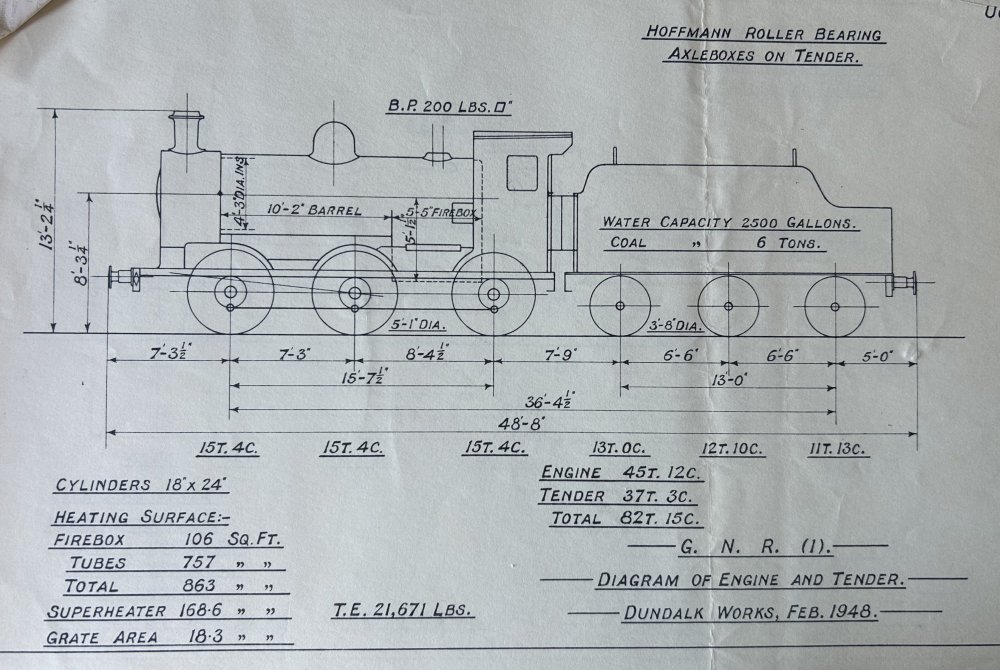 HOFFMANN ROLLER BEARING
AXLEBOXES ON TENDER.
B.P. 200 LBS. □"
13'-2¼"
8'-3¼"
4'-3" DIA. INS.
10'-2" BARREL
5'-5" FIREBOX
5'-1½"
WATER CAPACITY 2500 GALLONS.
COAL " 6 TONS.
5'-1" DIA.
3'-8" DIA.
7'-3½"
7'-3"
8'-4½"
7'-9"
6'-6"
6'-6"
5'-0"
15'-7½"
13'-0"
36'-4½"
48'-8"
15T. 4C.
15T. 4C.
15T. 4C.
13T. 0C.
12T. 10C.
11T. 13C.
CYLINDERS 18" x 24"
HEATING SURFACE:-
FIREBOX 106 SQ. FT.
TUBES 757 " "
TOTAL 863 " "
SUPERHEATER 168·6 " "
GRATE AREA 18·3 " "
T.E. 21,671 LBS.
ENGINE 45T. 12C.
TENDER 37T. 3C.
TOTAL 82T. 15C.
G. N. R. (I).
DIAGRAM OF ENGINE AND TENDER.
DUNDALK WORKS, FEB. 1948.